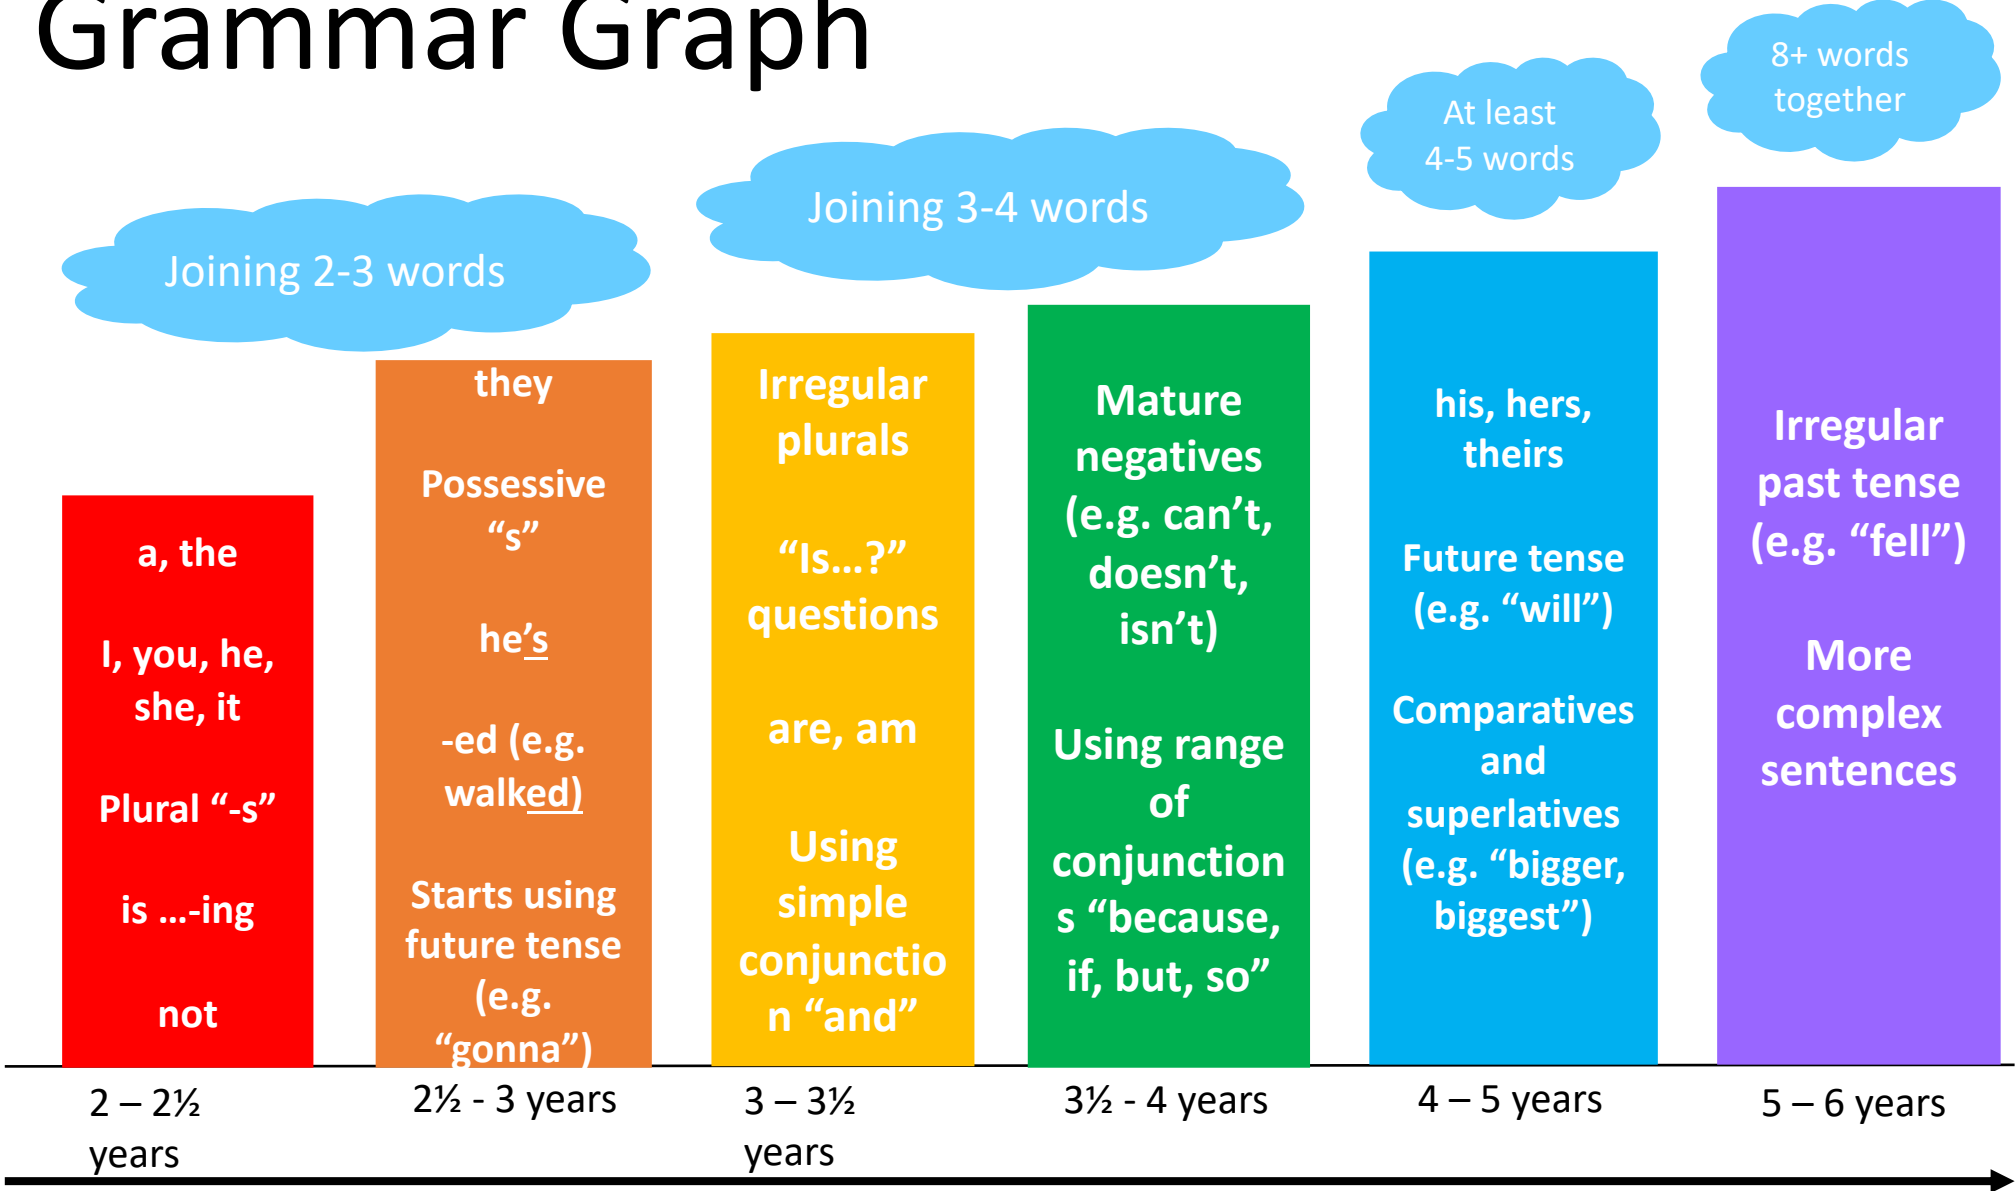 Grammar Graph
8+ words
together
At least
4-5 words
Joining 3-4 words
Joining 2-3 words
a, the
I, you, he,
she, it
Plural “-s”
is ...-ing
not
they
Possessive
“s”
he’s
-ed (e.g.
walked)
Starts using
future tense
(e.g.
“gonna”)
Irregular
plurals
“Is...?”
questions
are, am
Using
simple
conjunctio
n “and”
Mature
negatives
(e.g. can’t,
doesn’t,
isn’t)
Using range
of
conjunction
s “because,
if, but, so”
his, hers,
theirs
Future tense
(e.g. “will”)
Comparatives
and
superlatives
(e.g. “bigger,
biggest”)
Irregular
past tense
(e.g. “fell”)
More
complex
sentences
2 – 2½
years
2½ - 3 years
3 – 3½
years
3½ - 4 years
4 – 5 years
5 – 6 years